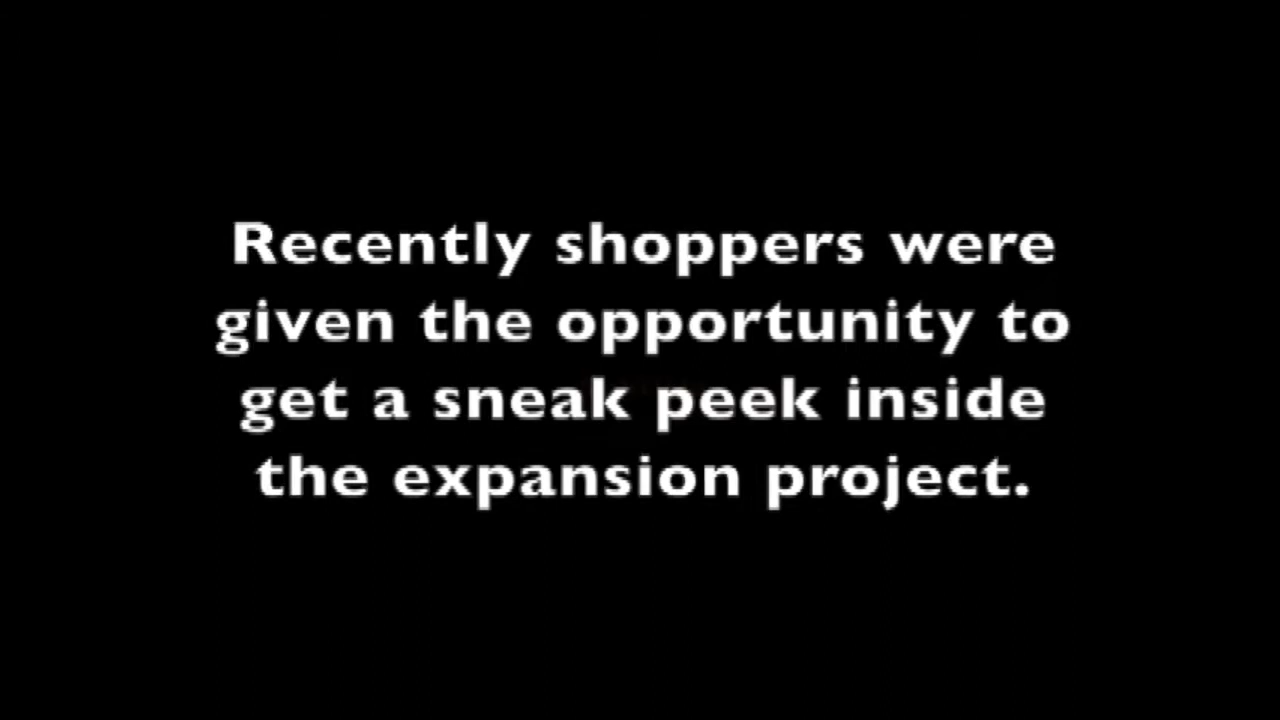 Recently shoppers were
given the opportunity to
get a sneak peek inside
the expansion project.